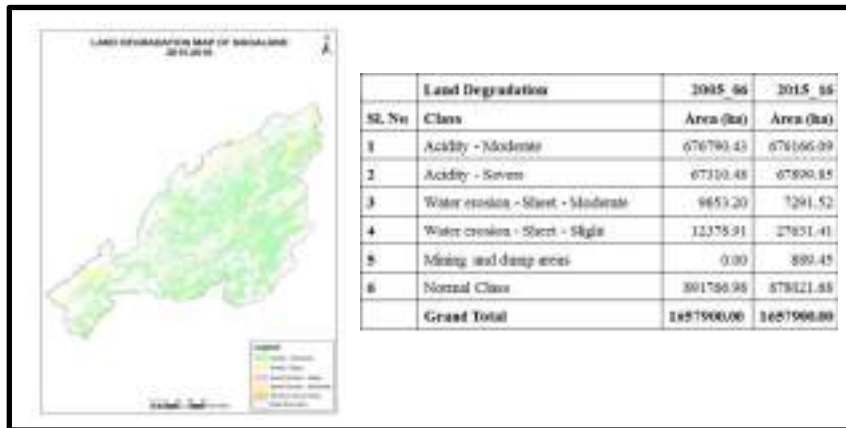 LAND DEGRADATION MAP OF NAGALAND
2015-2016
Land Degradation 2005_06 2015_16
SL. No Class Area (ha) Area (ha)
1 Acidity - Moderate 676790.43 676166.09
2 Acidity - Severe 67310.48 67899.85
3 Water erosion - Sheet - Moderate 9653.20 7291.52
4 Water erosion - Sheet - Slight 12378.91 27631.41
5 Mining and dump areas 0.00 889.45
6 Normal Class 891766.98 878021.68
Grand Total 1657900.00 1657900.00
Legend